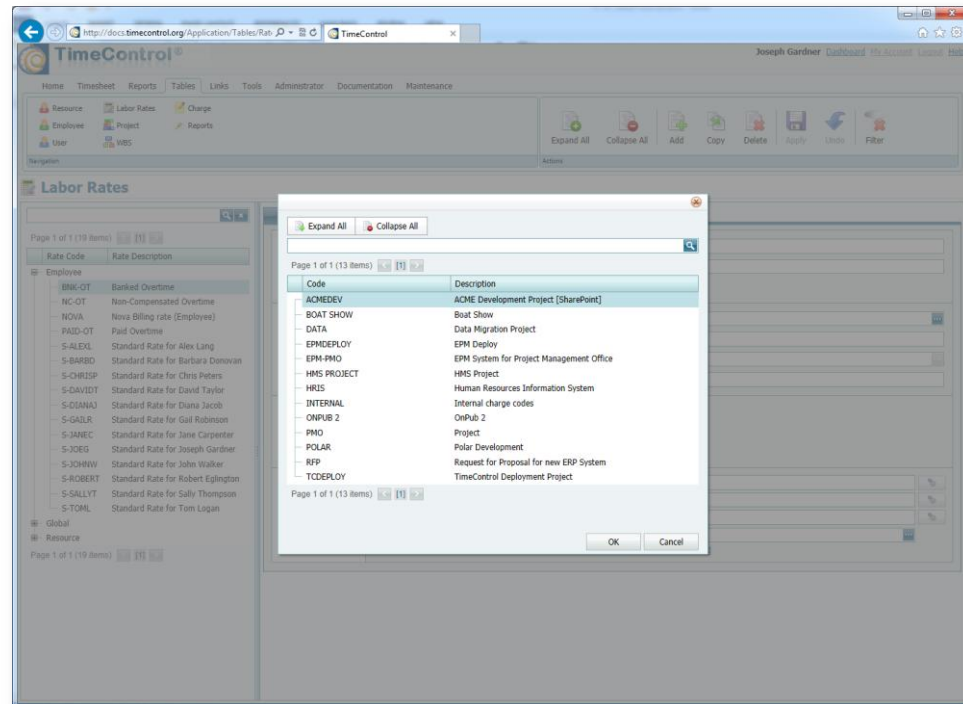 http://docs.timecontrol.org/Application/Tables/Rat
TimeControl
TimeControl®
Joseph Gardner Dashboard My Account Logout Help
Home Timesheet Reports Tables Links Tools Administrator Documentation Maintenance
Resource Labor Rates Charge
Employee Project Reports
User WBS
Expand All Collapse All Add Copy Delete Apply Undo Filter
Navigation Actions
Labor Rates
Page 1 of 1 (19 items) [1]
Rate Code Rate Description
Employee
BNK-OT Banked Overtime
NC-OT Non-Compensated Overtime
NOVA Nova Billing rate (Employee)
PAID-OT Paid Overtime
S-ALEXL Standard Rate for Alex Lang
S-BARBD Standard Rate for Barbara Donovan
S-CHRISP Standard Rate for Chris Peters
S-DAVIDT Standard Rate for David Taylor
S-DIANAJ Standard Rate for Diana Jacob
S-GAILR Standard Rate for Gail Robinson
S-JANEC Standard Rate for Jane Carpenter
S-JOEG Standard Rate for Joseph Gardner
S-JOHNW Standard Rate for John Walker
S-ROBERT Standard Rate for Robert Eglington
S-SALLYT Standard Rate for Sally Thompson
S-TOML Standard Rate for Tom Logan
Global
Resource
Page 1 of 1 (19 items) [1]
Expand All Collapse All
Page 1 of 1 (13 items) [1]
Code Description
ACMEDEV ACME Development Project [SharePoint]
BOAT SHOW Boat Show
DATA Data Migration Project
EPMDEPLOY EPM Deploy
EPM-PMO EPM System for Project Management Office
HMS PROJECT HMS Project
HRIS Human Resources Information System
INTERNAL Internal charge codes
ONPUB 2 OnPub 2
PMO Project
POLAR Polar Development
RFP Request for Proposal for new ERP System
TCDEPLOY TimeControl Deployment Project
Page 1 of 1 (13 items) [1]
OK Cancel